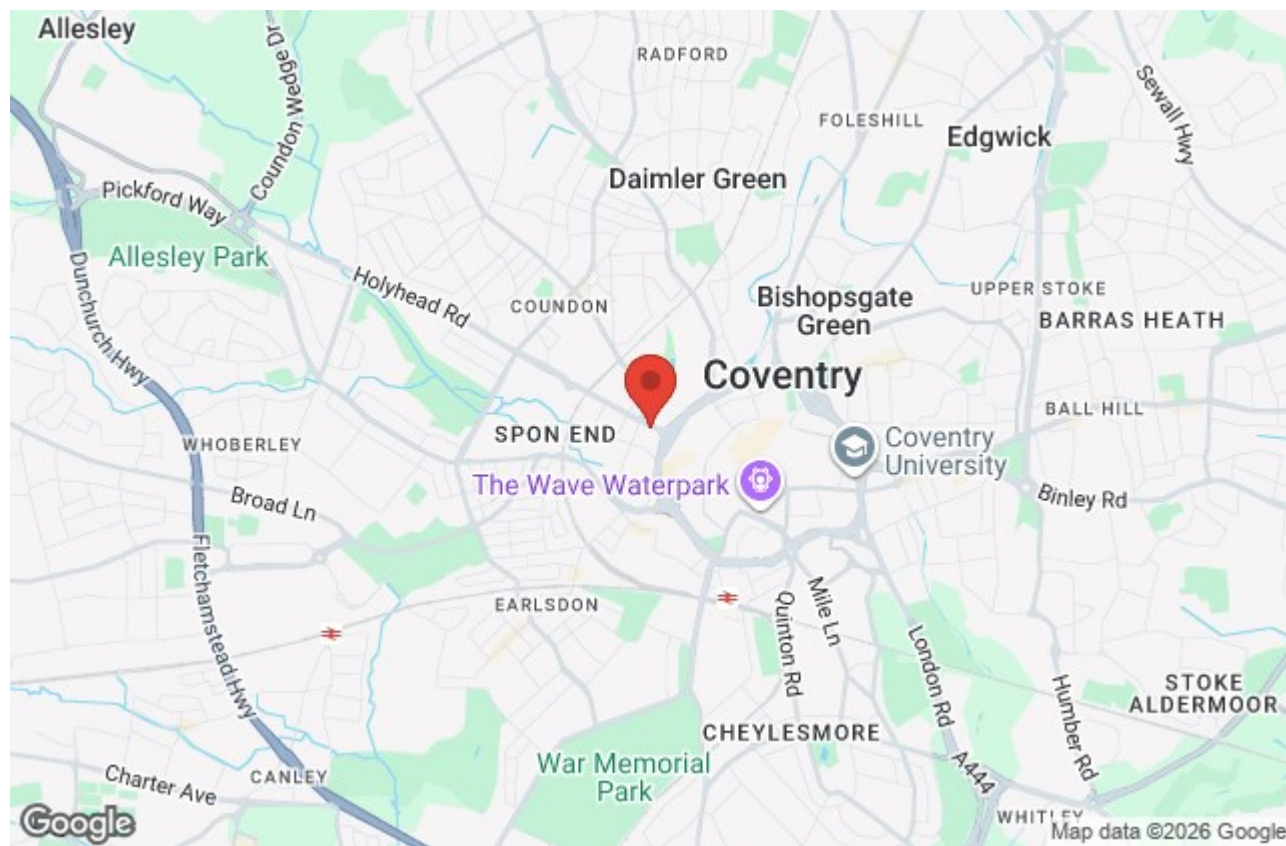 Allesley
Coundon Wedge Dr
RADFORD
Sewall Hwy
FOLESHILL
Edgwick
Daimler Green
Pickford Way
Allesley Park
Dunchurch Hwy
Holyhead Rd
COUNDON
Bishopsgate
Green
UPPER STOKE
BARRAS HEATH
Coventry
BALL HILL
SPON END
WHOBERLEY
Coventry
University
The Wave Waterpark
Broad Ln
Binley Rd
Fletchamstead Hwy
EARLSDON
Quinton Rd
Mile Ln
London Rd
Humber Rd
STOKE
ALDERMOOR
CHEYLESMORE
War Memorial
Park
A444
CANLEY
Charter Ave
WHITLEY
Google
Map data ©2026 Google